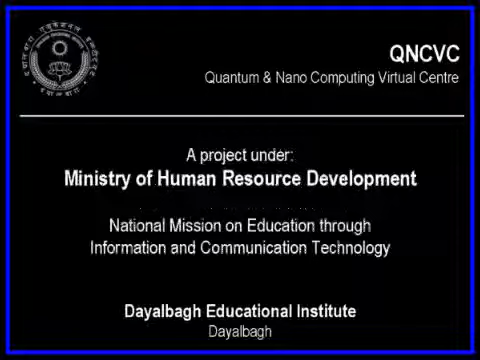 QNCVC
Quantum & Nano Computing Virtual Centre
A project under:
Ministry of Human Resource Development
National Mission on Education through
Information and Communication Technology
Dayalbagh Educational Institute
Dayalbagh